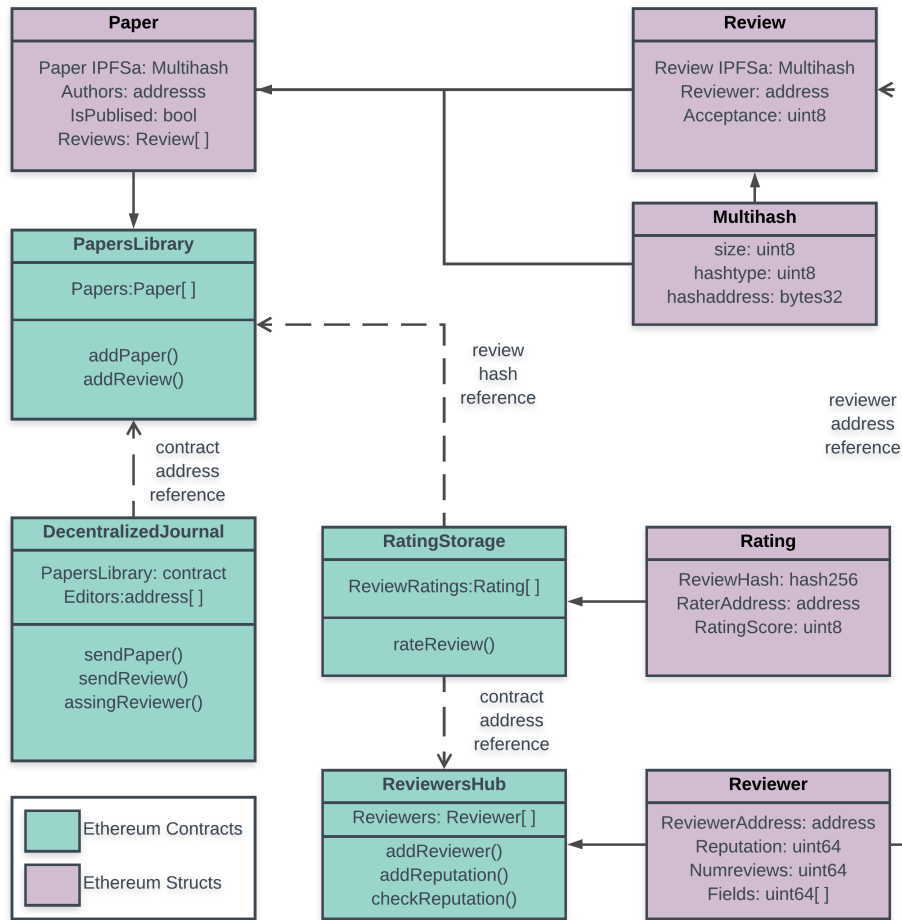 Paper
Paper IPFSa: Multihash
Authors: addresss
IsPublised: bool
Reviews: Review[ ]
Review
Review IPFSa: Multihash
Reviewer: address
Acceptance: uint8
Multihash
size: uint8
hashtype: uint8
hashaddress: bytes32
PapersLibrary
Papers:Paper[ ]
addPaper()
addReview()
review
hash
reference
reviewer
address
reference
contract
address
reference
DecentralizedJournal
PapersLibrary: contract
Editors:address[ ]
sendPaper()
sendReview()
assingReviewer()
RatingStorage
ReviewRatings:Rating[ ]
rateReview()
Rating
ReviewHash: hash256
RaterAddress: address
RatingScore: uint8
contract
address
reference
ReviewersHub
Reviewers: Reviewer[ ]
addReviewer()
addReputation()
checkReputation()
Reviewer
ReviewerAddress: address
Reputation: uint64
Numreviews: uint64
Fields: uint64[ ]
Ethereum Contracts
Ethereum Structs